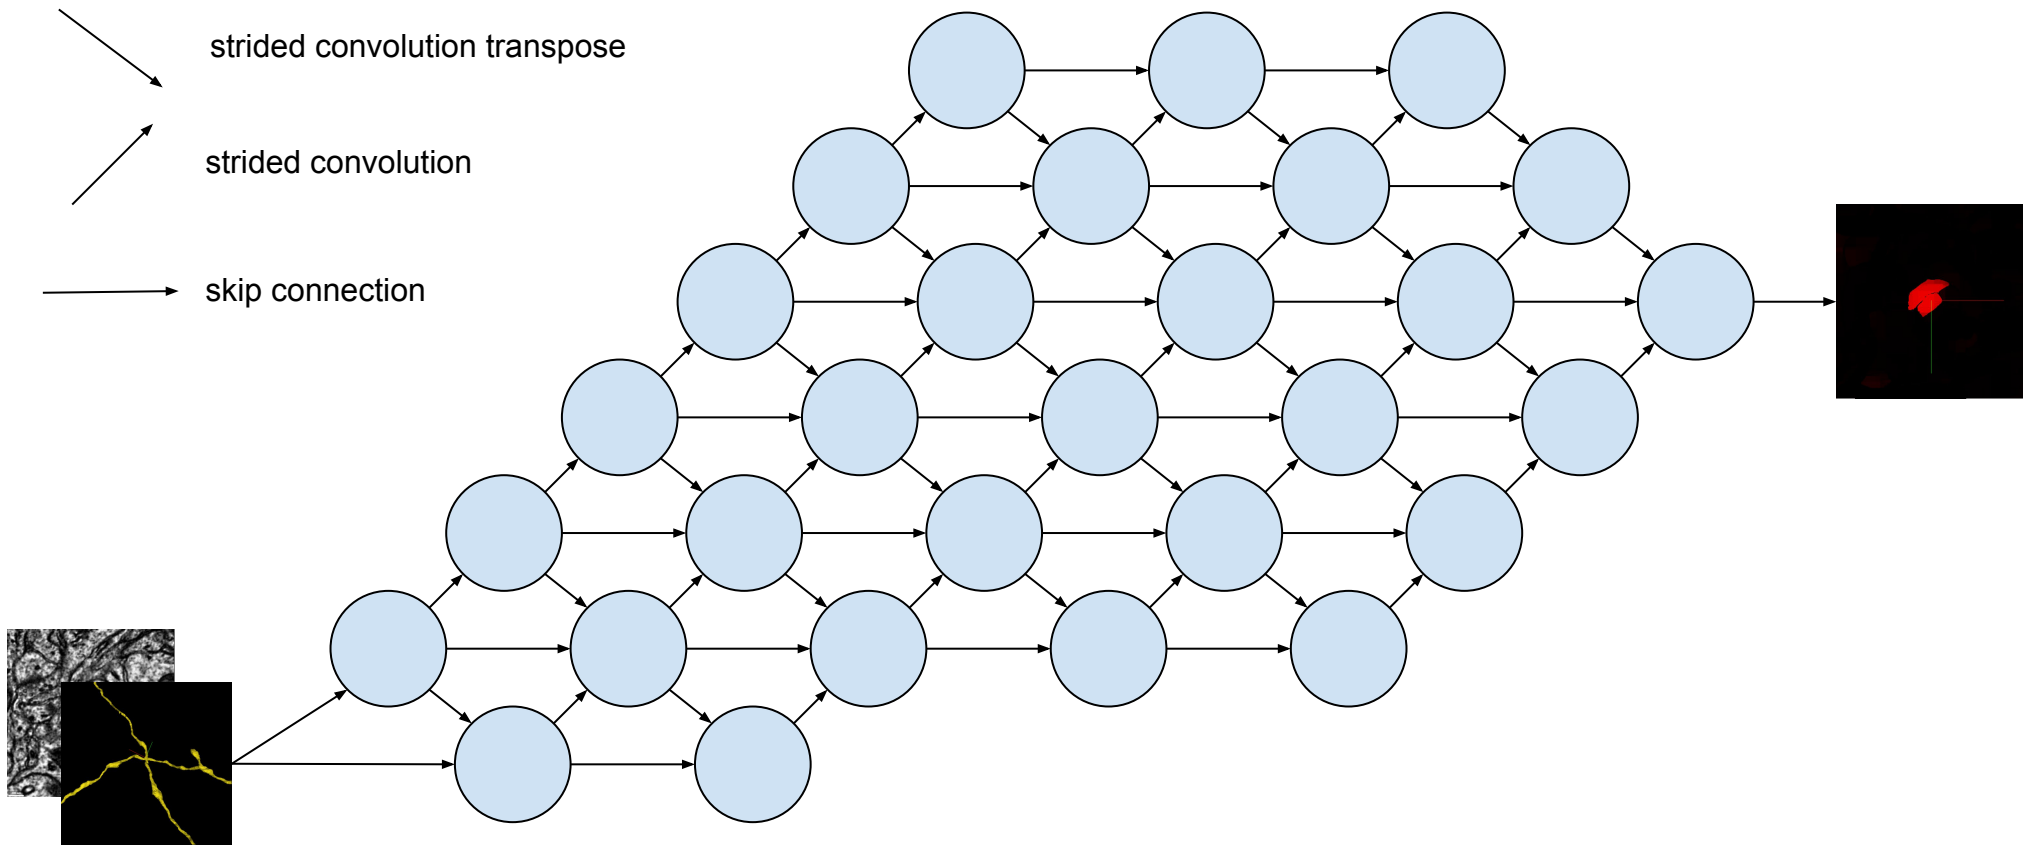 strided convolution transpose
strided convolution
skip connection